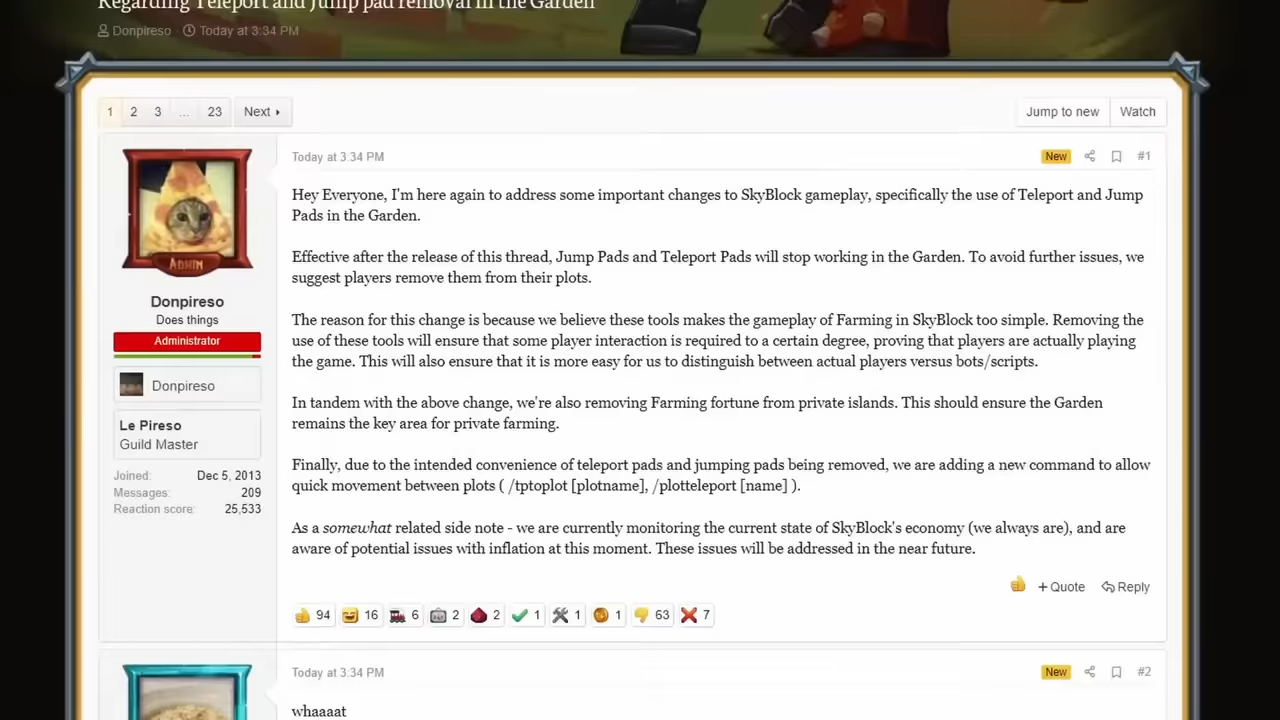 Regarding Teleport and Jump pad removal in the Garden
Donpireso Today at 3:34 PM
1 2 3 ... 23 Next
Jump to new Watch
Today at 3:34 PM
New #1
ADMIN
Donpireso
Does things
Administrator
Donpireso
Le Pireso
Guild Master
Joined: Dec 5, 2013
Messages: 209
Reaction score: 25,533
Hey Everyone, I'm here again to address some important changes to SkyBlock gameplay, specifically the use of Teleport and Jump
Pads in the Garden.
Effective after the release of this thread, Jump Pads and Teleport Pads will stop working in the Garden. To avoid further issues, we
suggest players remove them from their plots.
The reason for this change is because we believe these tools makes the gameplay of Farming in SkyBlock too simple. Removing the
use of these tools will ensure that some player interaction is required to a certain degree, proving that players are actually playing
the game. This will also ensure that it is more easy for us to distinguish between actual players versus bots/scripts.
In tandem with the above change, we're also removing Farming fortune from private islands. This should ensure the Garden
remains the key area for private farming.
Finally, due to the intended convenience of teleport pads and jumping pads being removed, we are adding a new command to allow
quick movement between plots ( /tptoplot [plotname], /plotteleport [name] ).
As a somewhat related side note - we are currently monitoring the current state of SkyBlock's economy (we always are), and are
aware of potential issues with inflation at this moment. These issues will be addressed in the near future.
+ Quote Reply
94 16 6 2 2 1 1 1 63 7
Today at 3:34 PM
New #2
whaaaat